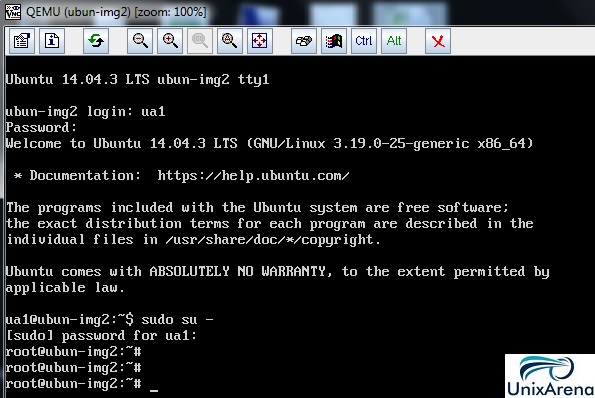 QEMU (ubun-img2) [zoom: 100%]
Ctrl Alt
Ubuntu 14.04.3 LTS ubun-img2 tty1
ubun-img2 login: ua1
Password:
Welcome to Ubuntu 14.04.3 LTS (GNU/Linux 3.19.0-25-generic x86_64)
* Documentation:  https://help.ubuntu.com/
The programs included with the Ubuntu system are free software;
the exact distribution terms for each program are described in the
individual files in /usr/share/doc/*/copyright.
Ubuntu comes with ABSOLUTELY NO WARRANTY, to the extent permitted by
applicable law.
ua1@ubun-img2:~$ sudo su -
[sudo] password for ua1:
root@ubun-img2:~#
root@ubun-img2:~#
root@ubun-img2:~# _
UnixArena